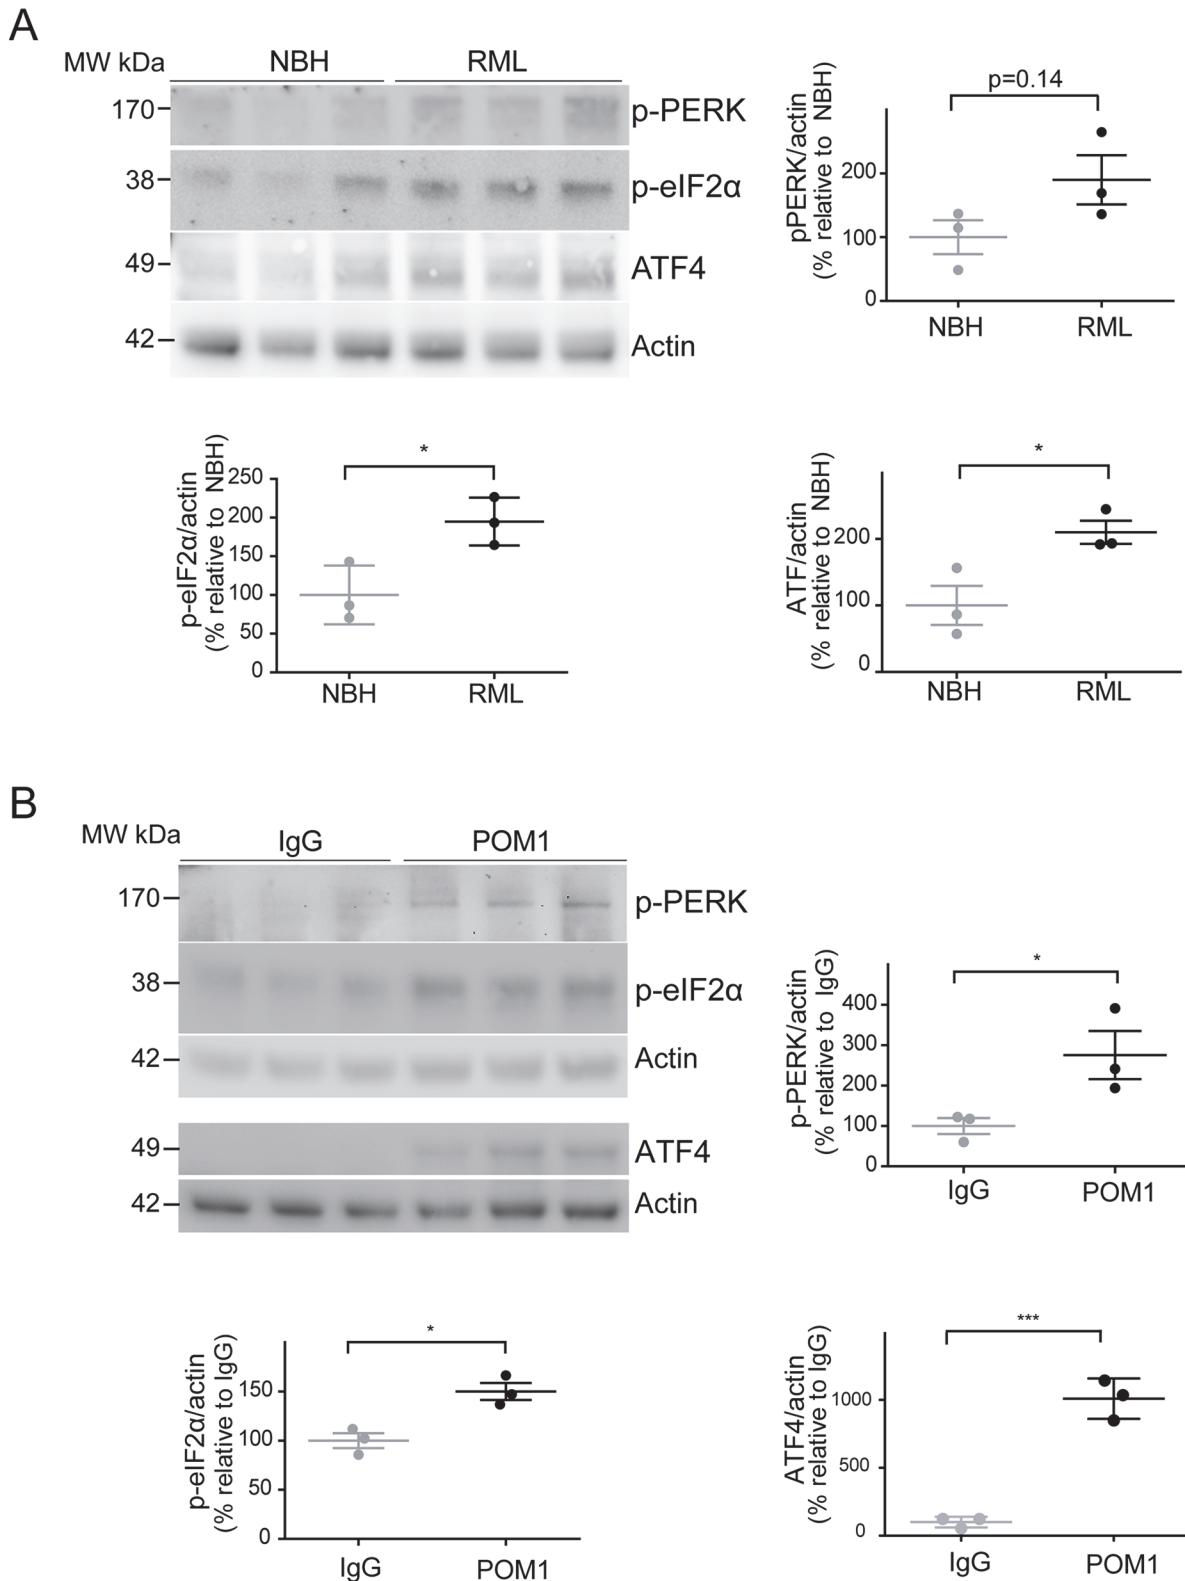 A
MW kDa NBH RML
170 p-PERK
38 p-eIF2α
49 ATF4
42 Actin
pPERK/actin
(% relative to NBH)
p=0.14
200
100
0
NBH RML
p-eIF2α/actin
(% relative to NBH)
*
250
200
150
100
50
0
NBH RML
ATF/actin
(% relative to NBH)
*
200
100
0
NBH RML
B
MW kDa IgG POM1
170 p-PERK
38 p-eIF2α
42 Actin
49 ATF4
42 Actin
p-PERK/actin
(% relative to IgG)
*
400
300
200
100
0
IgG POM1
p-eIF2α/actin
(% relative to IgG)
*
150
100
50
0
IgG POM1
ATF4/actin
(% relative to IgG)
***
1000
500
0
IgG POM1